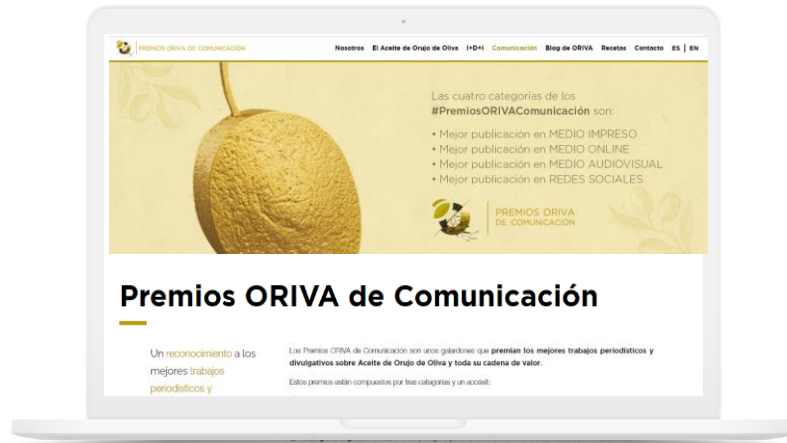 PREMIOS ORIVA DE COMUNICACIÓN
Nosotros El Aceite de Orujo de Oliva I+D+I Comunicación Blog de ORIVA Recetas Contacto ES | EN
Las cuatro categorías de los
#PremiosORIVAComunicación son:
• Mejor publicación en MEDIO IMPRESO
• Mejor publicación en MEDIO ONLINE
• Mejor publicación en MEDIO AUDIOVISUAL
• Mejor publicación en REDES SOCIALES
PREMIOS ORIVA
DE COMUNICACIÓN
Premios ORIVA de Comunicación
Un reconocimiento a los
mejores trabajos
periodísticos y
Los Premios ORIVA de Comunicación son unos galardones que premian los mejores trabajos periodísticos y
divulgativos sobre Aceite de Orujo de Oliva y toda su cadena de valor.
Estos premios están compuestos por tres categorías y un accésit: